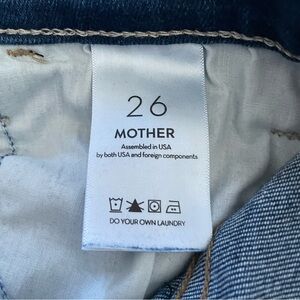 26
MOTHER
Assembled in USA
by both USA and foreign components
DO YOUR OWN LAUNDRY